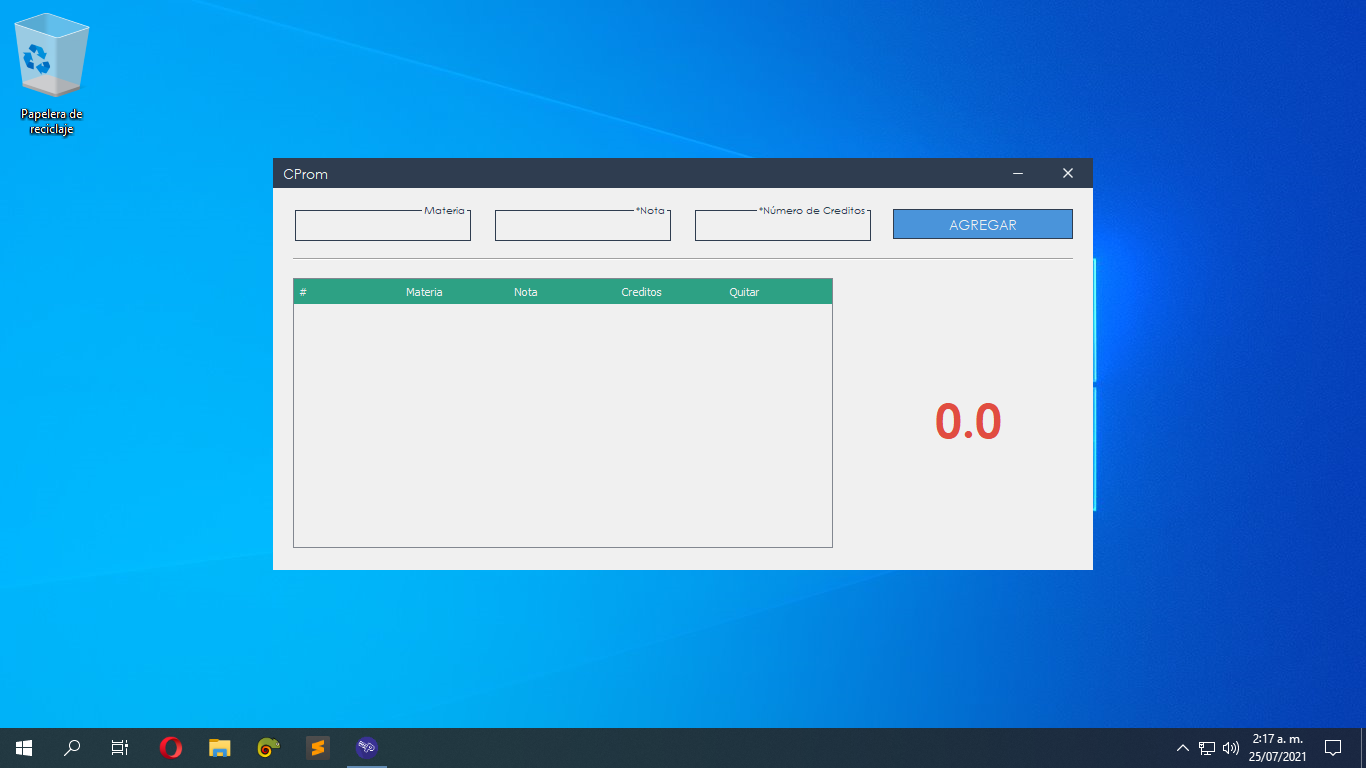 Papelera de
reciclaje
CProm
Materia
*Nota
*Número de Creditos
AGREGAR
# Materia Nota Creditos Quitar
0.0
2:17 a. m.
25/07/2021